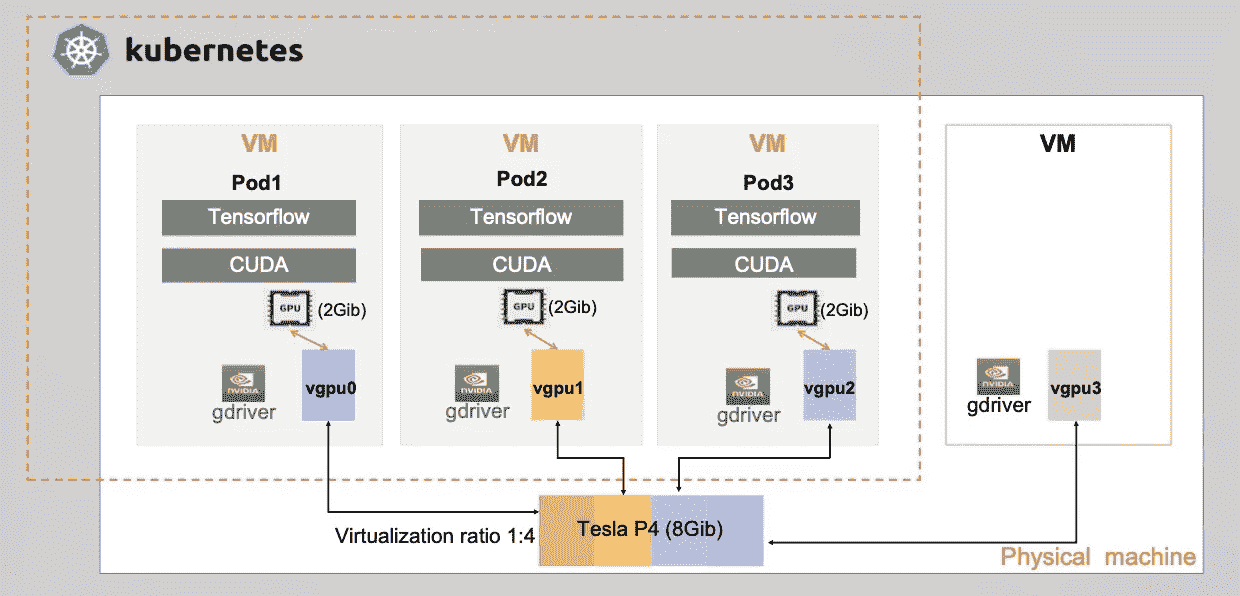 kubernetes
VM
Pod1
Tensorflow
CUDA
GPU (2Gib)
NVIDIA
gdriver
vgpu0
VM
Pod2
Tensorflow
CUDA
GPU (2Gib)
NVIDIA
gdriver
vgpu1
VM
Pod3
Tensorflow
CUDA
GPU (2Gib)
NVIDIA
gdriver
vgpu2
VM
NVIDIA
gdriver
vgpu3
Virtualization ratio 1:4
Tesla P4 (8Gib)
Physical machine